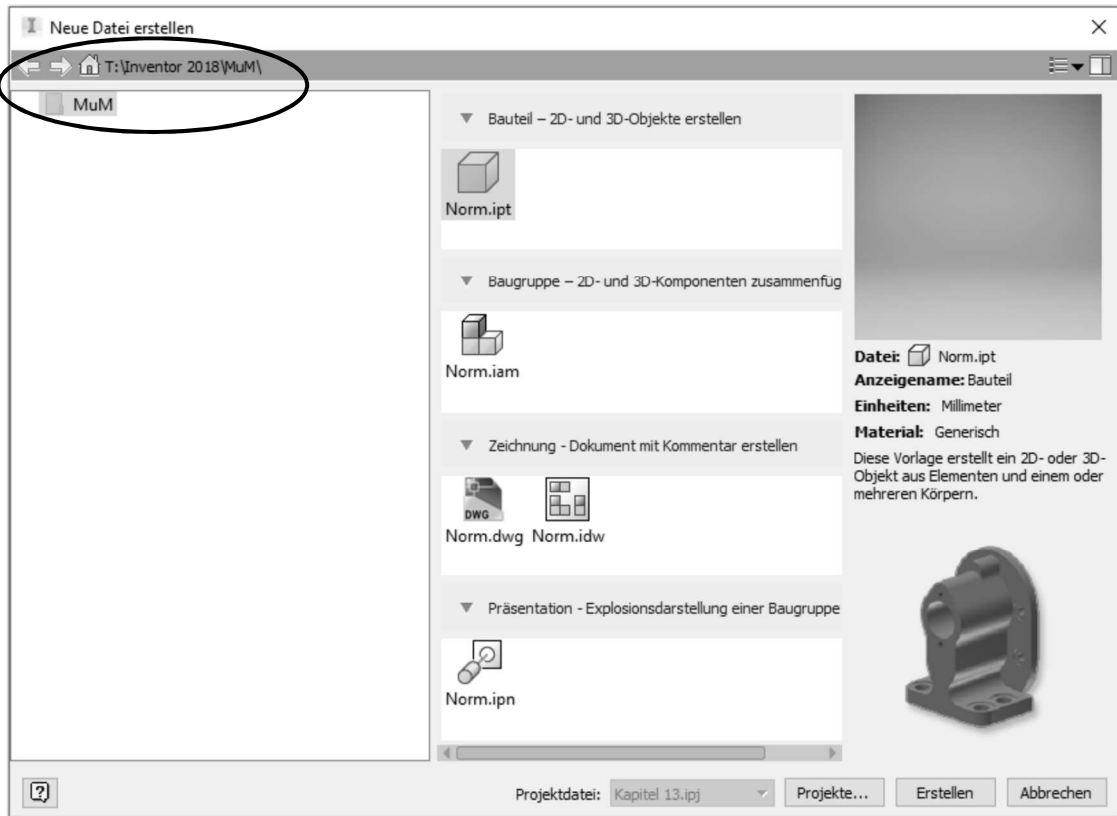 Neue Datei erstellen
T:\Inventor 2018\MuM\
MuM
Bauteil – 2D- und 3D-Objekte erstellen
Norm.ipt
Baugruppe – 2D- und 3D-Komponenten zusammenfüg
Norm.iam
Zeichnung - Dokument mit Kommentar erstellen
DWG
Norm.dwg Norm.idw
Präsentation - Explosionsdarstellung einer Baugruppe
Norm.ipn
Datei: Norm.ipt
Anzeigename: Bauteil
Einheiten: Millimeter
Material: Generisch
Diese Vorlage erstellt ein 2D- oder 3D-
Objekt aus Elementen und einem oder
mehreren Körpern.
Projektdatei: Kapitel 13.ipj Projekte... Erstellen Abbrechen